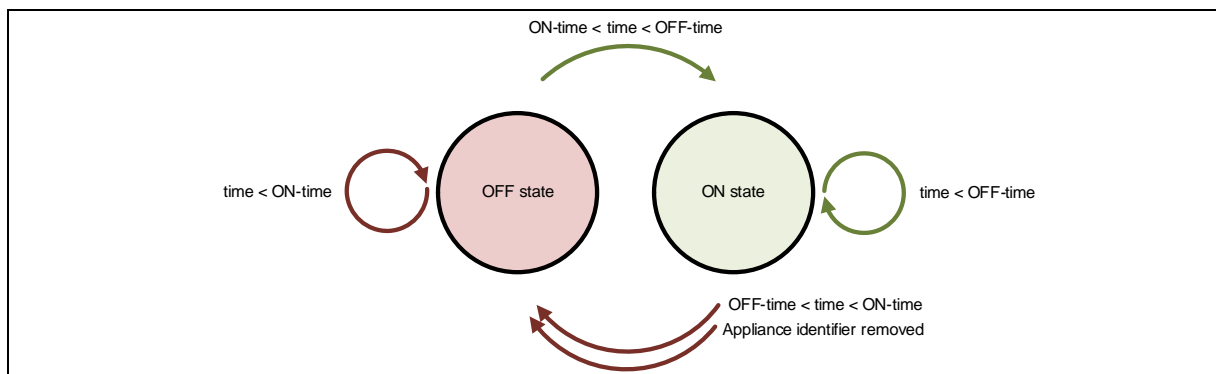 ON-time < time < OFF-time
time < ON-time
OFF state
ON state
time < OFF-time
OFF-time < time < ON-time
Appliance identifier removed